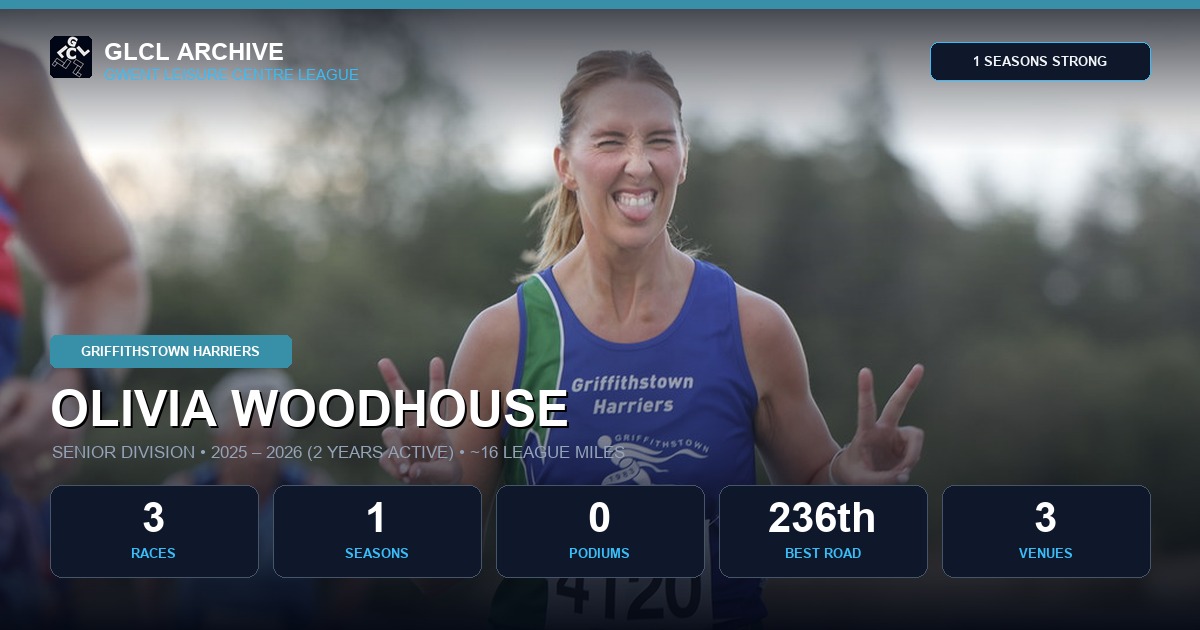 GLCL ARCHIVE
GWENT LEISURE CENTRE LEAGUE
1 SEASONS STRONG
GRIFFITHSTOWN HARRIERS
OLIVIA WOODHOUSE
SENIOR DIVISION • 2025 – 2026 (2 YEARS ACTIVE) • ~16 LEAGUE MILES
Griffithstown
Harriers
GRIFFITHSTOWN
3
RACES
1
SEASONS
0
PODIUMS
236th
BEST ROAD
3
VENUES
4120